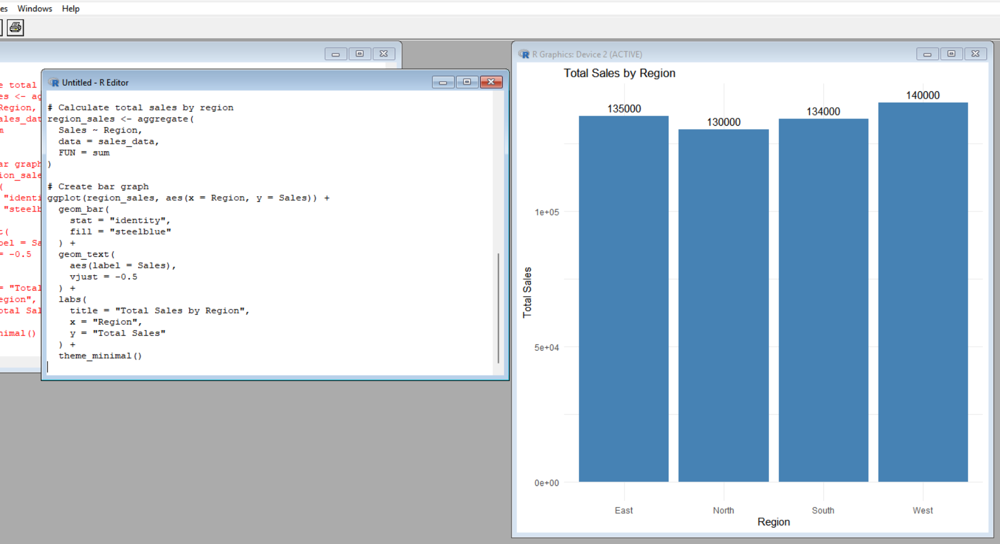 es Windows Help
e total
es <- ag
Region,
ales_dat
m
ar graph
ion_sale
(
"identi
"steelb
t(
bel = Sa
= -0.5
= "Total
egion",
otal Sal
nimal()
Untitled - R Editor
# Calculate total sales by region
region_sales <- aggregate(
  Sales ~ Region,
  data = sales_data,
  FUN = sum
)
# Create bar graph
ggplot(region_sales, aes(x = Region, y = Sales)) +
  geom_bar(
    stat = "identity",
    fill = "steelblue"
  ) +
  geom_text(
    aes(label = Sales),
    vjust = -0.5
  ) +
  labs(
    title = "Total Sales by Region",
    x = "Region",
    y = "Total Sales"
  ) +
  theme_minimal()
R Graphics: Device 2 (ACTIVE)
Total Sales by Region
135000
130000
134000
140000
1e+05
5e+04
0e+00
Total Sales
East North South West
Region